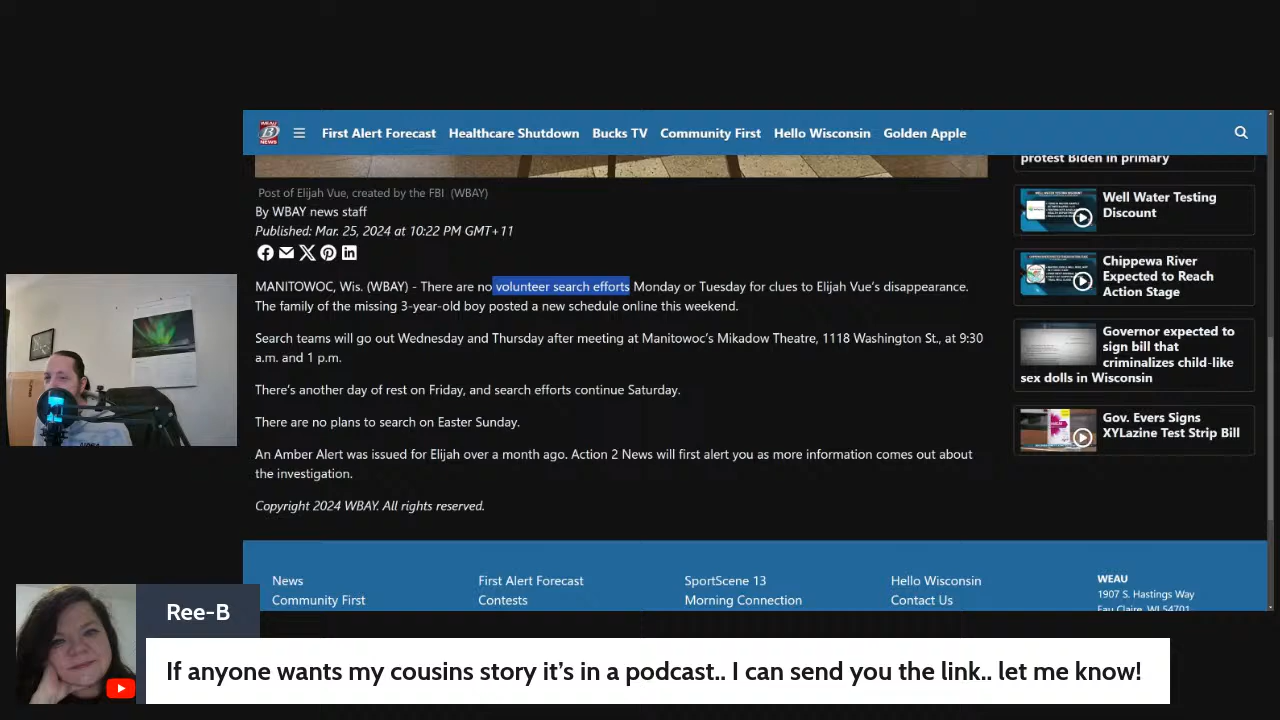 WEAU
13
NEWS
First Alert Forecast
Healthcare Shutdown
Bucks TV
Community First
Hello Wisconsin
Golden Apple
Post of Elijah Vue, created by the FBI (WBAY)
By WBAY news staff
Published: Mar. 25, 2024 at 10:22 PM GMT+11
MANITOWOC, Wis. (WBAY) - There are no volunteer search efforts Monday or Tuesday for clues to Elijah Vue's disappearance.
The family of the missing 3-year-old boy posted a new schedule online this weekend.
Search teams will go out Wednesday and Thursday after meeting at Manitowoc's Mikadow Theatre, 1118 Washington St., at 9:30
a.m. and 1 p.m.
There's another day of rest on Friday, and search efforts continue Saturday.
There are no plans to search on Easter Sunday.
An Amber Alert was issued for Elijah over a month ago. Action 2 News will first alert you as more information comes out about
the investigation.
Copyright 2024 WBAY. All rights reserved.
protest Biden in primary
Well Water Testing
Discount
Chippewa River
Expected to Reach
Action Stage
Governor expected to
sign bill that
criminalizes child-like
sex dolls in Wisconsin
Gov. Evers Signs
XYLazine Test Strip Bill
News
Community First
First Alert Forecast
Contests
SportScene 13
Morning Connection
Hello Wisconsin
Contact Us
WEAU
1907 S. Hastings Way
Eau Claire, WI 54701
Ree-B
If anyone wants my cousins story it's in a podcast.. I can send you the link.. let me know!